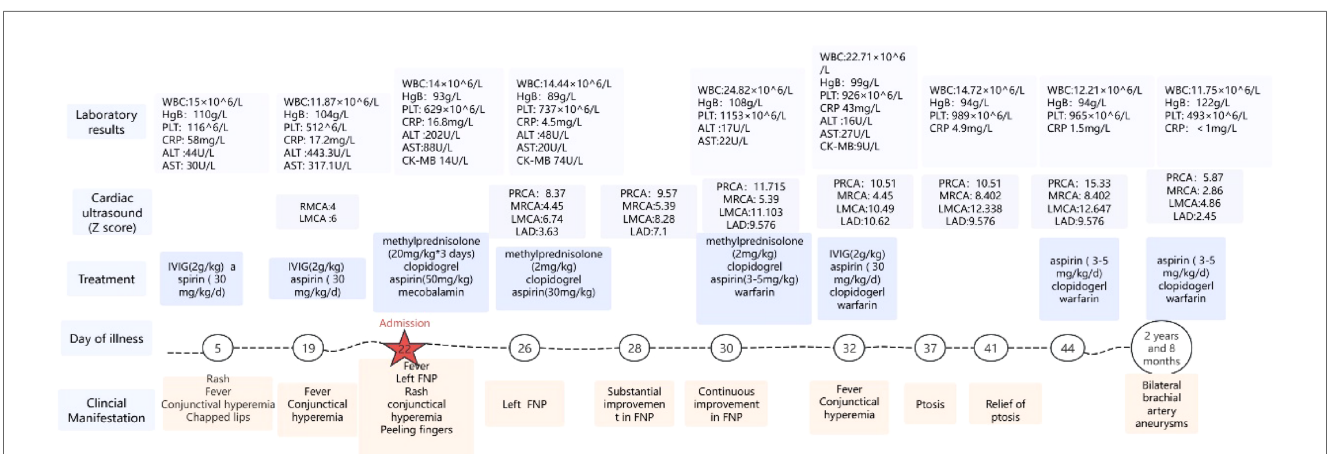 Laboratory
results
WBC:15×10^6/L
HgB: 110g/L
PLT: 116^6/L
CRP: 58mg/L
ALT :44U/L
AST: 30U/L
WBC:11.87×10^6/L
HgB: 104g/L
PLT: 512^6/L
CRP: 17.2mg/L
ALT :443.3U/L
AST: 317.1U/L
WBC:14×10^6/L
HgB: 93g/L
PLT: 629×10^6/L
CRP: 16.8mg/L
ALT :202U/L
AST:88U/L
CK-MB 14U/L
WBC:14.44×10^6/L
HgB: 89g/L
PLT: 737×10^6/L
CRP: 4.5mg/L
ALT :48U/L
AST:20U/L
CK-MB 74U/L
WBC:24.82×10^6/L
HgB: 108g/L
PLT: 1153×10^6/L
ALT :17U/L
AST:22U/L
WBC:22.71×10^6
/L
HgB: 99g/L
PLT: 926×10^6/L
CRP 43mg/L
ALT :16U/L
AST:27U/L
CK-MB:9U/L
WBC:14.72×10^6/L
HgB: 94g/L
PLT: 989×10^6/L
CRP 4.9mg/L
WBC:12.21×10^6/L
HgB: 94g/L
PLT: 965×10^6/L
CRP 1.5mg/L
WBC:11.75×10^6/L
HgB: 122g/L
PLT: 493×10^6/L
CRP: < 1mg/L
Cardiac
ultrasound
(Z score)
RMCA:4
LMCA :6
PRCA: 8.37
MRCA:4.45
LMCA:6.74
LAD:3.63
PRCA: 9.57
MRCA:5.39
LMCA:8.28
LAD:7.1
PRCA: 11.715
MRCA: 5.39
LMCA:11.103
LAD:9.576
PRCA: 10.51
MRCA: 4.45
LMCA:10.49
LAD:10.62
PRCA: 10.51
MRCA: 8.402
LMCA:12.338
LAD:9.576
PRCA: 15.33
MRCA: 8.402
LMCA:12.647
LAD:9.576
PRCA: 5.87
MRCA: 2.86
LMCA:4.86
LAD:2.45
Treatment
IVIG(2g/kg) a
spirin ( 30
mg/kg/d)
IVIG(2g/kg)
aspirin ( 30
mg/kg/d)
methylprednisolone
(20mg/kg*3 days)
clopidogrel
aspirin(50mg/kg)
mecobalamin
methylprednisolone
(2mg/kg)
clopidogrel
aspirin(30mg/kg)
methylprednisolone
(2mg/kg)
clopidogrel
aspirin(3-5mg/kg)
warfarin
IVIG(2g/kg)
aspirin ( 30
mg/kg/d)
clopidogerl
warfarin
aspirin ( 3-5
mg/kg/d)
clopidogerl
warfarin
aspirin ( 3-5
mg/kg/d)
clopidogerl
warfarin
Day of illness
Admission
5
19
22
26
28
30
32
37
41
44
2 years
and 8
months
Clincial
Manifestation
Rash
Fever
Conjunctival hyperemia
Chapped lips
Fever
Conjunctical
hyperemia
Fever
Left FNP
Rash
conjunctical
hyperemia
Peeling fingers
Left FNP
Substantial
improvemen
t in FNP
Continuous
improvement
in FNP
Fever
Conjunctical
hyperemia
Ptosis
Relief of
ptosis
Bilateral
brachial
artery
aneurysms